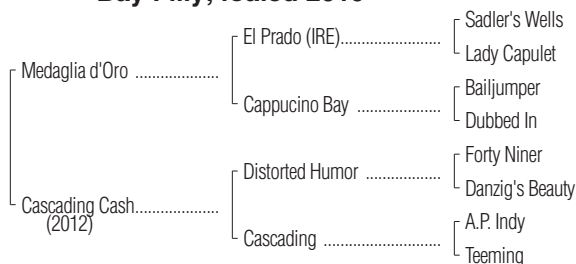 Bay Filly; foaled
Sadler's Wells
El Prado (IRE)........................
Lady Capulet
Medaglia d'Oro ....................
Bailjumper
Cappucino Bay ....................
Dubbed In
Forty Niner
Distorted Humor ..................
Danzig's Beauty
Cascading Cash....................
(2012)
A.P. Indy
Cascading ............................
Teeming